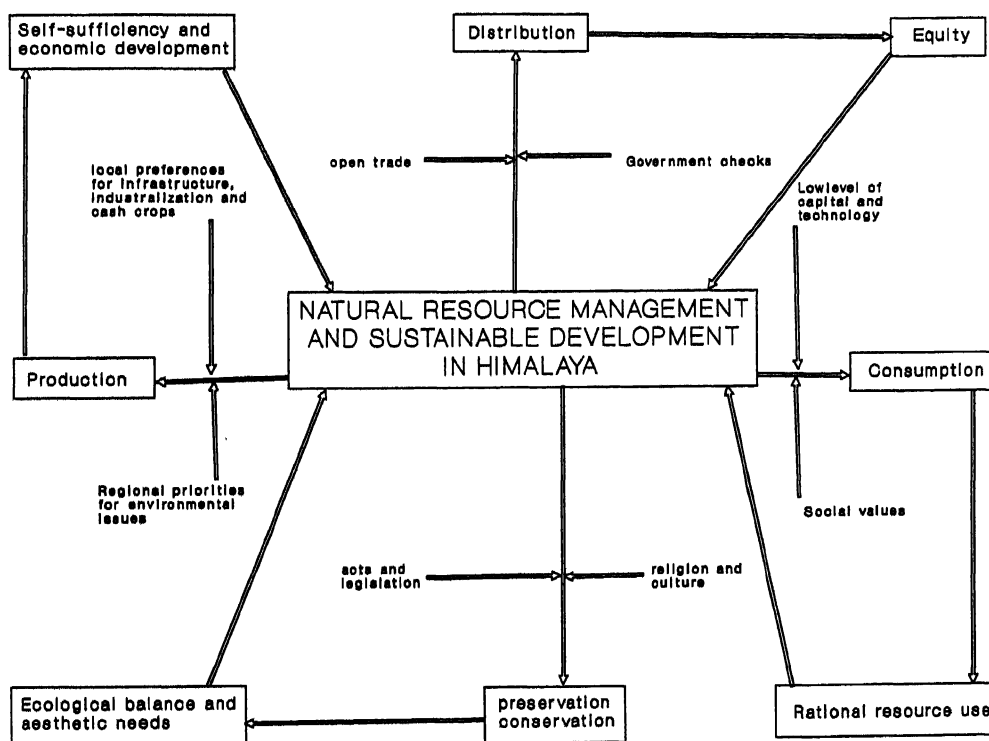 Self-sufficiency and
economic development
Distribution
Equity
open trade
Government checks
local preferences
for infrastructure,
industralization and
cash crops
Lowlevel of
capital and
technology
NATURAL RESOURCE MANAGEMENT
AND SUSTAINABLE DEVELOPMENT
IN HIMALAYA
Production
Consumption
Regional priorities
for environmental
issues
Social values
acts and
legislation
religion and
culture
Ecological balance and
aesthetic needs
preservation
conservation
Rational resource use